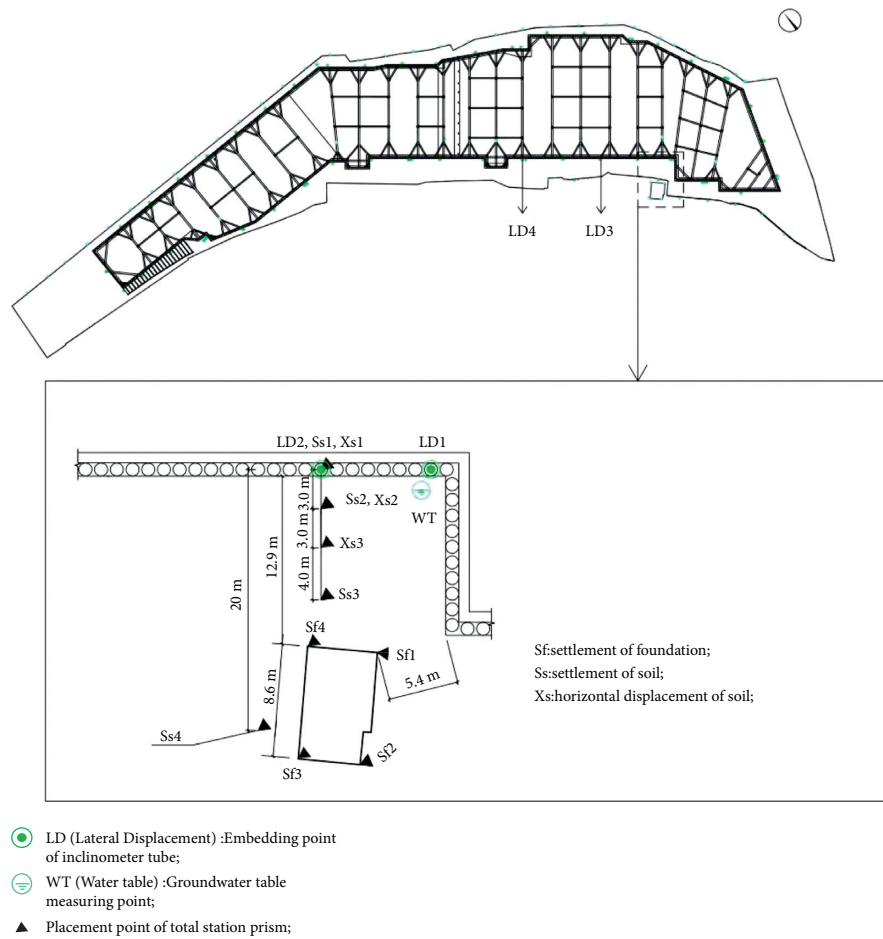 LD4
LD3
LD2, Ss1, Xs1
LD1
3.0 m
Ss2, Xs2
WT
3.0 m
Xs3
12.9 m
4.0 m
Ss3
20 m
Sf4
Sf1
Sf:settlement of foundation;
Ss:settlement of soil;
Xs:horizontal displacement of soil;
5.4 m
8.6 m
Ss4
Sf2
Sf3
LD (Lateral Displacement) :Embedding point
of inclinometer tube;
WT (Water table) :Groundwater table
measuring point;
Placement point of total station prism;